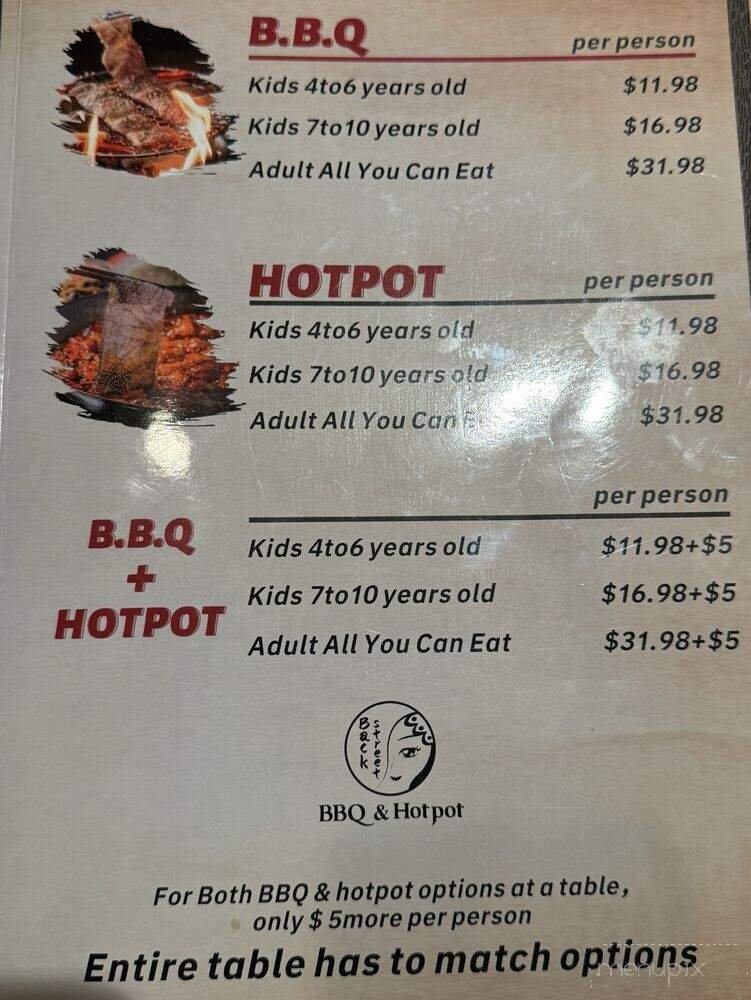 B.B.Q per person
Kids 4to6 years old $11.98
Kids 7to10 years old $16.98
Adult All You Can Eat $31.98
HOTPOT per person
Kids 4to6 years old $11.98
Kids 7to10 years old $16.98
Adult All You Can $31.98
per person
B.B.Q
+
HOTPOT
Kids 4to6 years old $11.98+$5
Kids 7to10 years old $16.98+$5
Adult All You Can Eat $31.98+$5
Back street
BBQ & Hotpot
For Both BBQ & hotpot options at a table,
only $ 5more per person
Entire table has to match options
menupix